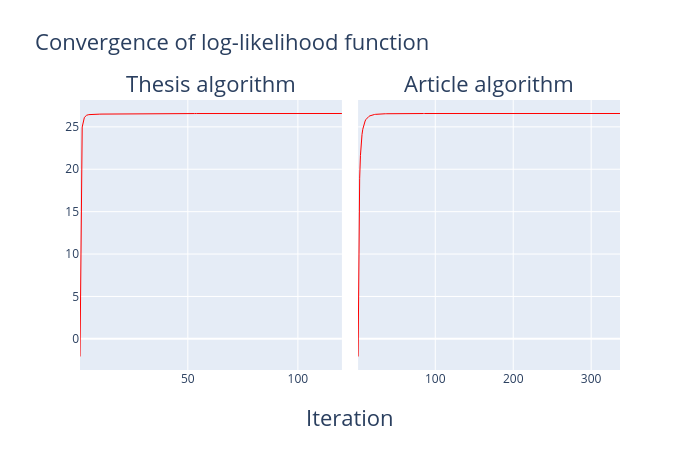 Convergence of log-likelihood function
Thesis algorithm
Article algorithm
25
20
15
10
5
0
50
100
100
200
300
Iteration